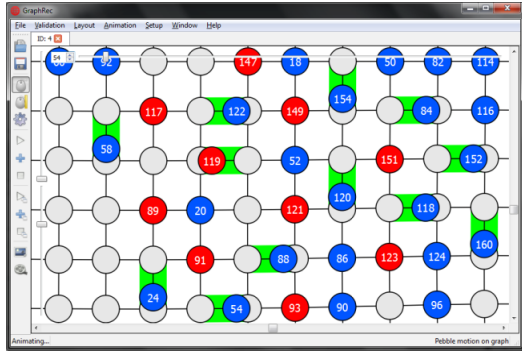 GraphRec
File Validation Layout Animation Setup Window Help
ID: 4
54
92 147 18 50 82 114
117 122 149 154 84 116
58 119 52 151 152
89 20 121 120 118
91 88 86 123 124 160
24 54 93 90 96
Animating... Pebble motion on graph